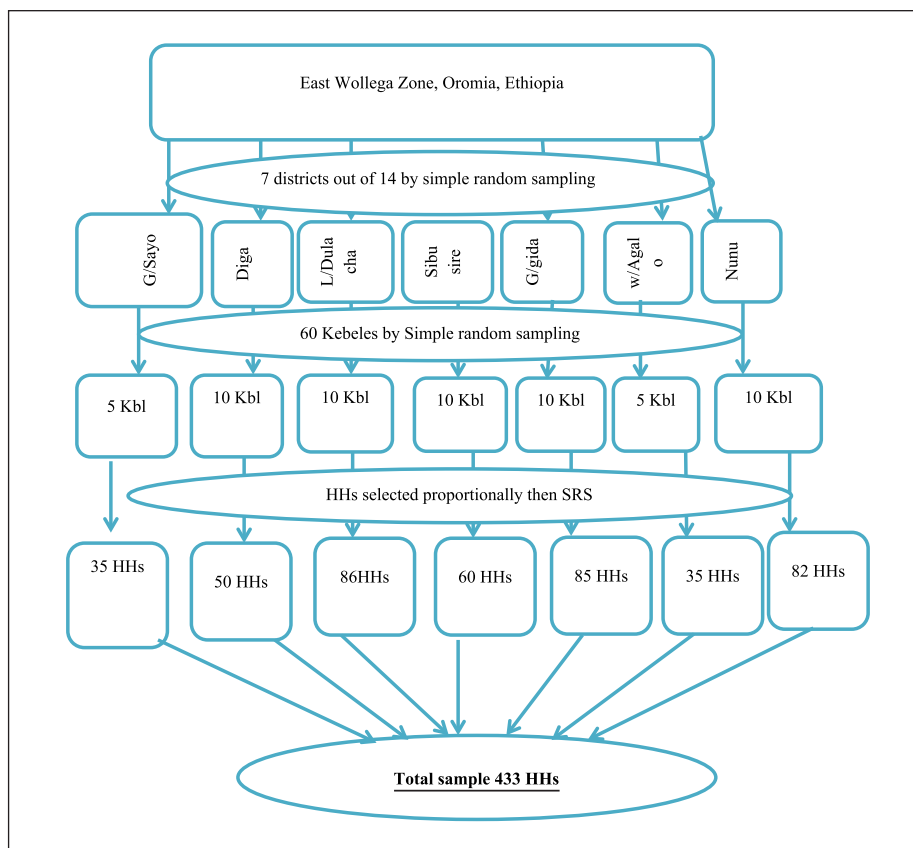 East Wollega Zone, Oromia, Ethiopia
7 districts out of 14 by simple random sampling
G/Sayo
Diga
L/Dula
cha
Sibu
sire
G/gida
w/Agal
o
Nunu
60 Kebeles by Simple random sampling
5 Kbl
10 Kbl
10 Kbl
10 Kbl
10 Kbl
5 Kbl
10 Kbl
HHs selected proportionally then SRS
35 HHs
50 HHs
86HHs
60 HHs
85 HHs
35 HHs
82 HHs
Total sample 433 HHs